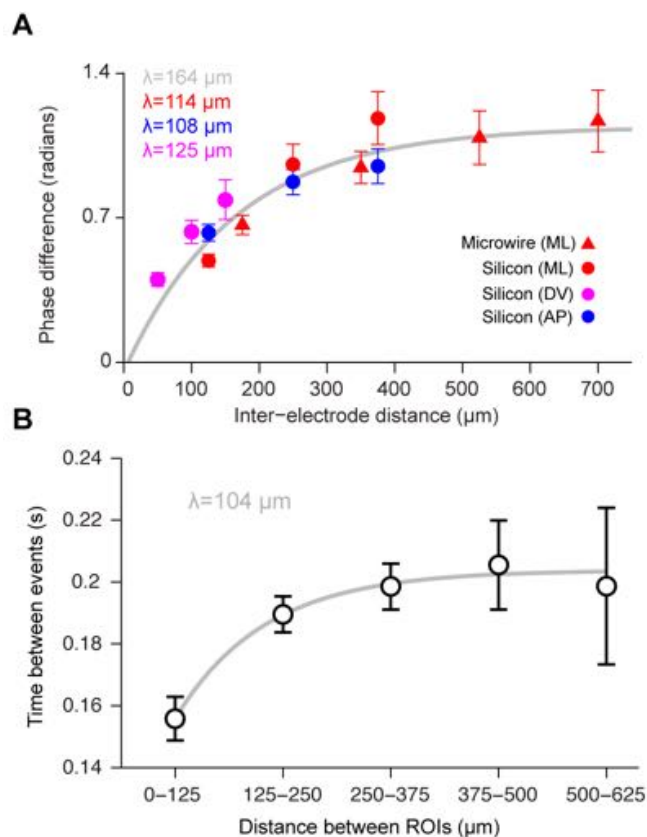 A
λ=164 µm
λ=114 µm
λ=108 µm
λ=125 µm
1.4
0.7
0
Phase difference (radians)
Microwire (ML)
Silicon (ML)
Silicon (DV)
Silicon (AP)
0 100 200 300 400 500 600 700
Inter−electrode distance (µm)
B
0.24
0.22
0.2
0.18
0.16
0.14
Time between events (s)
λ=104 µm
0−125 125−250 250−375 375−500 500−625
Distance between ROIs (µm)